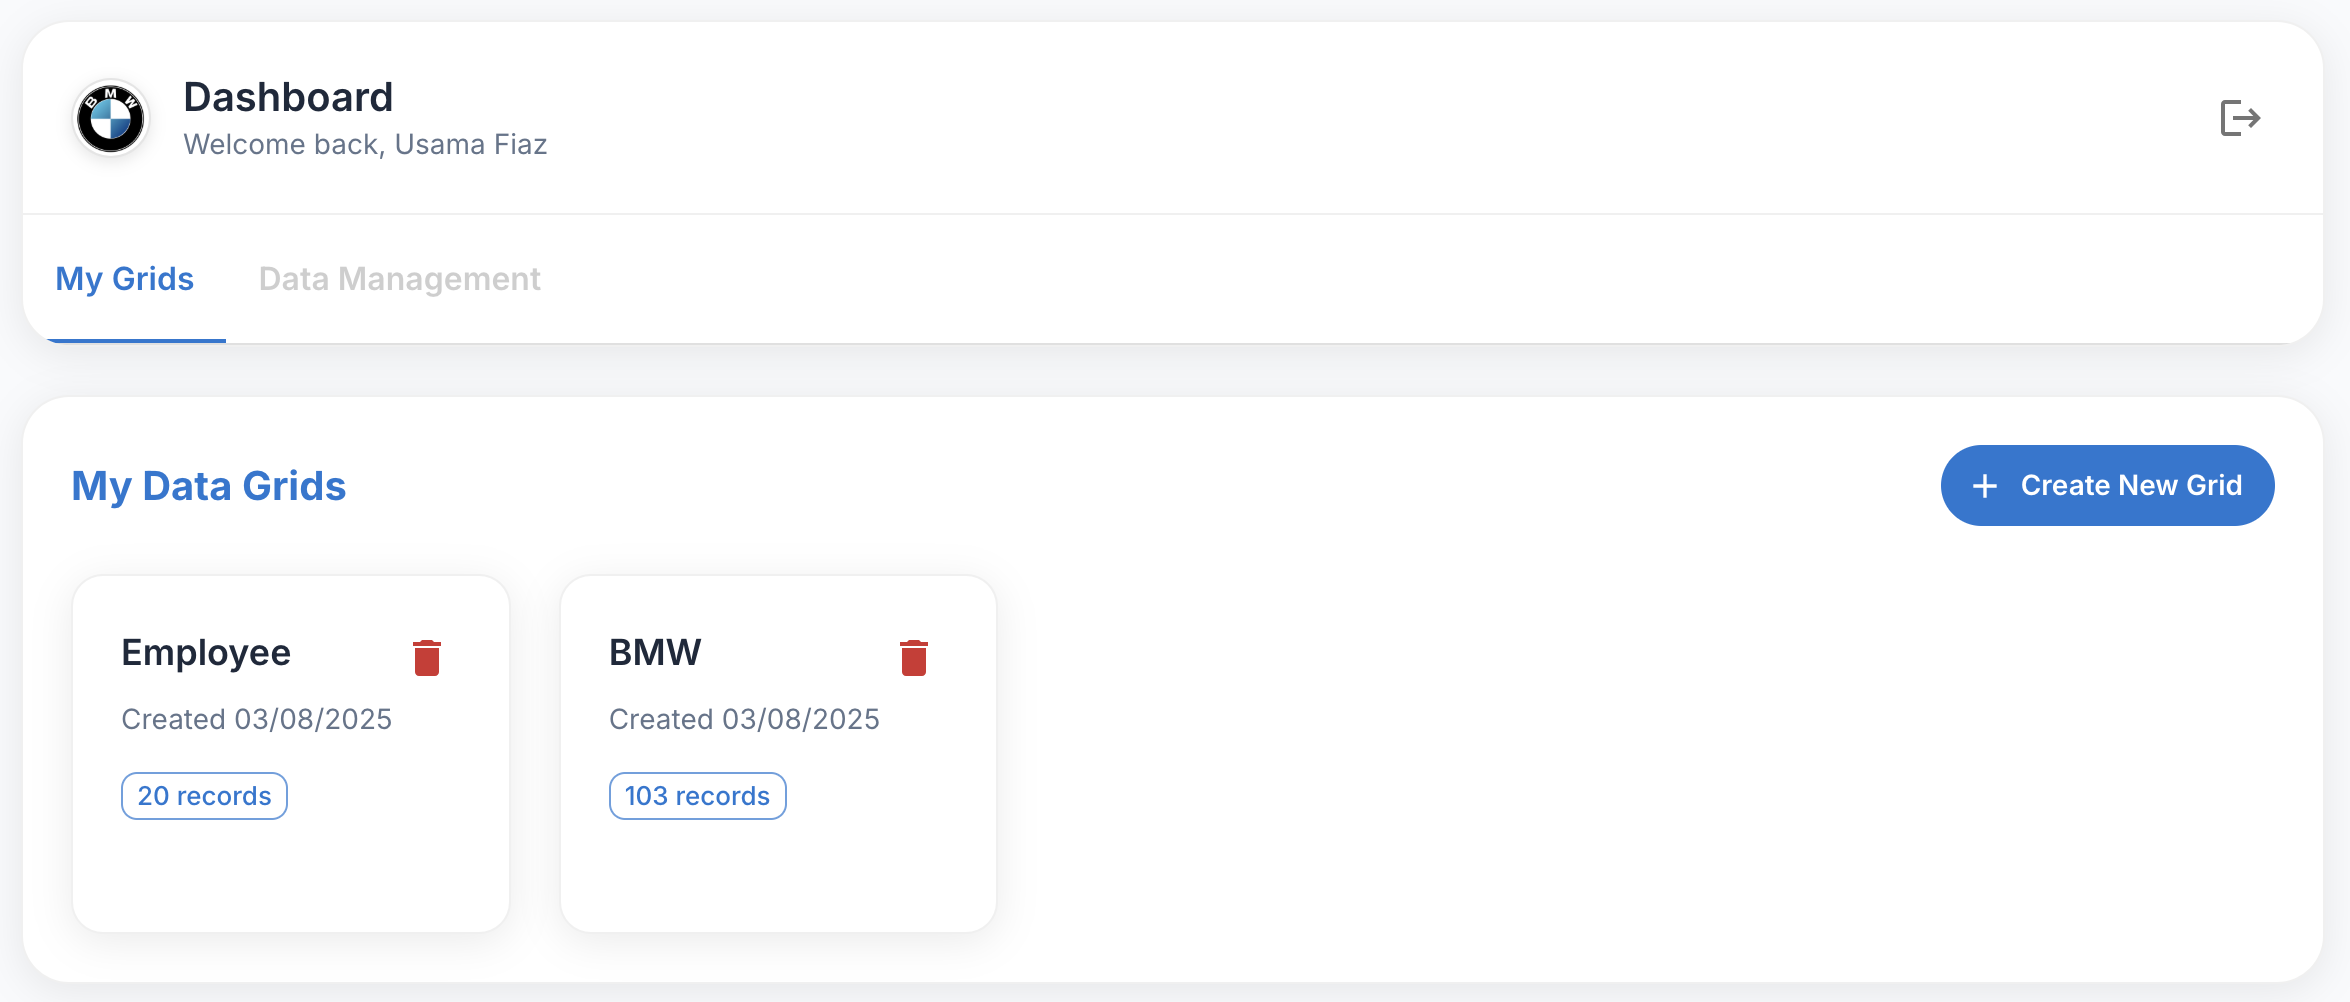 BMW
Dashboard
Welcome back, Usama Fiaz
My Grids
Data Management
My Data Grids
Create New Grid
Employee
Created 03/08/2025
20 records
BMW
Created 03/08/2025
103 records